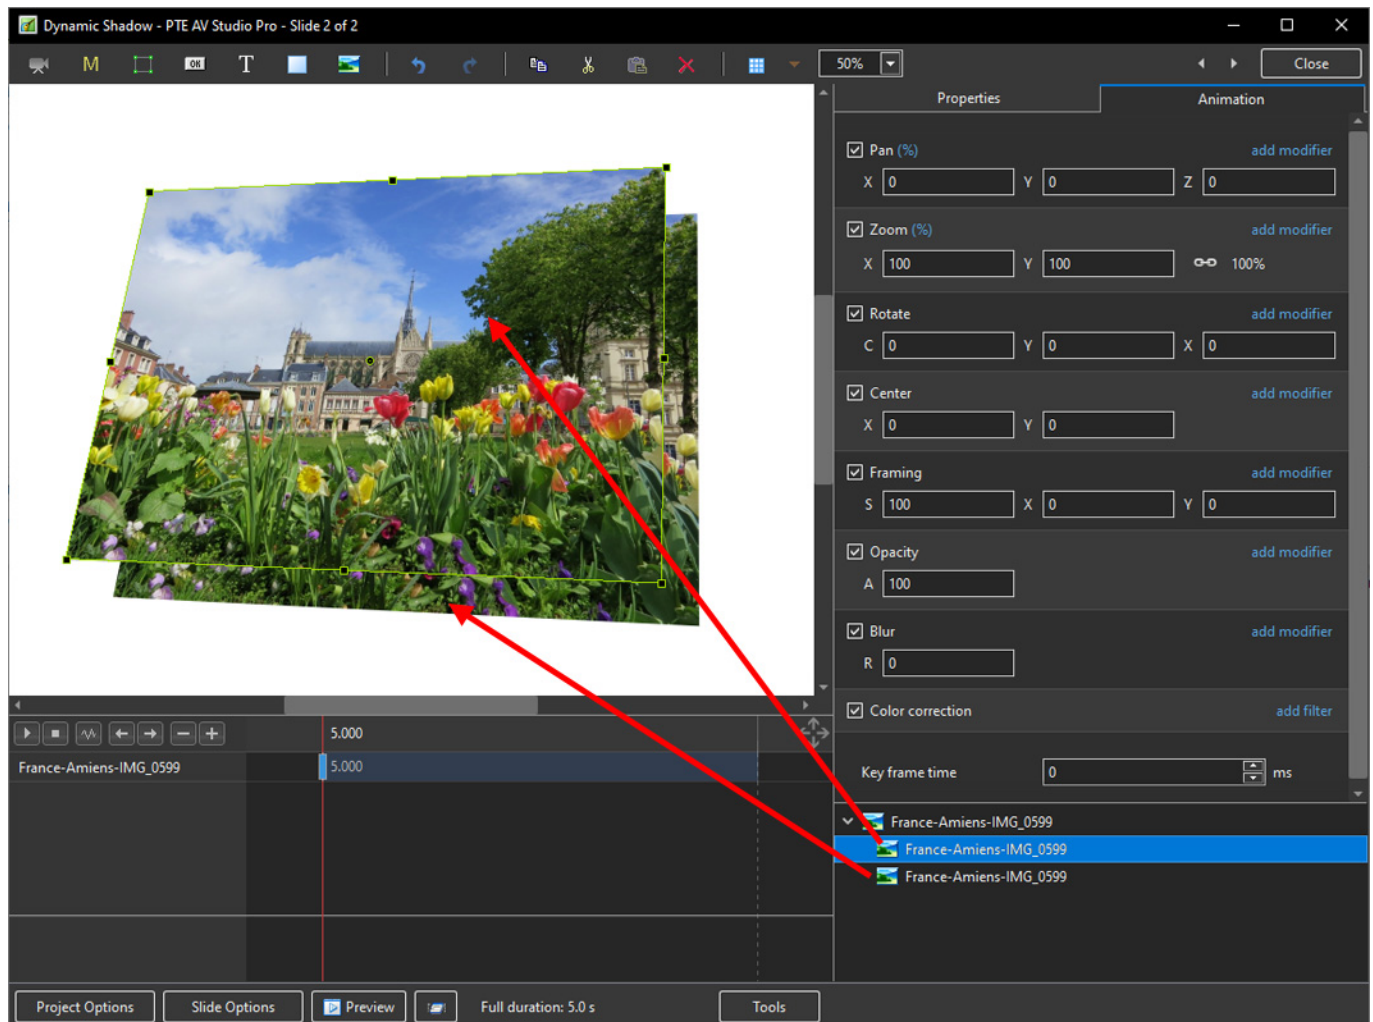 Dynamic Shadow - PTE AV Studio Pro - Slide 2 of 2
M OK T 50% Close
Properties Animation
Pan (%) add modifier
X 0 Y 0 Z 0
Zoom (%) add modifier
X 100 Y 100 100%
Rotate add modifier
C 0 Y 0 X 0
Center add modifier
X 0 Y 0
Framing add modifier
S 100 X 0 Y 0
Opacity add modifier
A 100
Blur add modifier
R 0
Color correction add filter
Key frame time 0 ms
5.000
France-Amiens-IMG_0599 5.000
France-Amiens-IMG_0599
France-Amiens-IMG_0599
France-Amiens-IMG_0599
Project Options Slide Options Preview Full duration: 5.0 s Tools